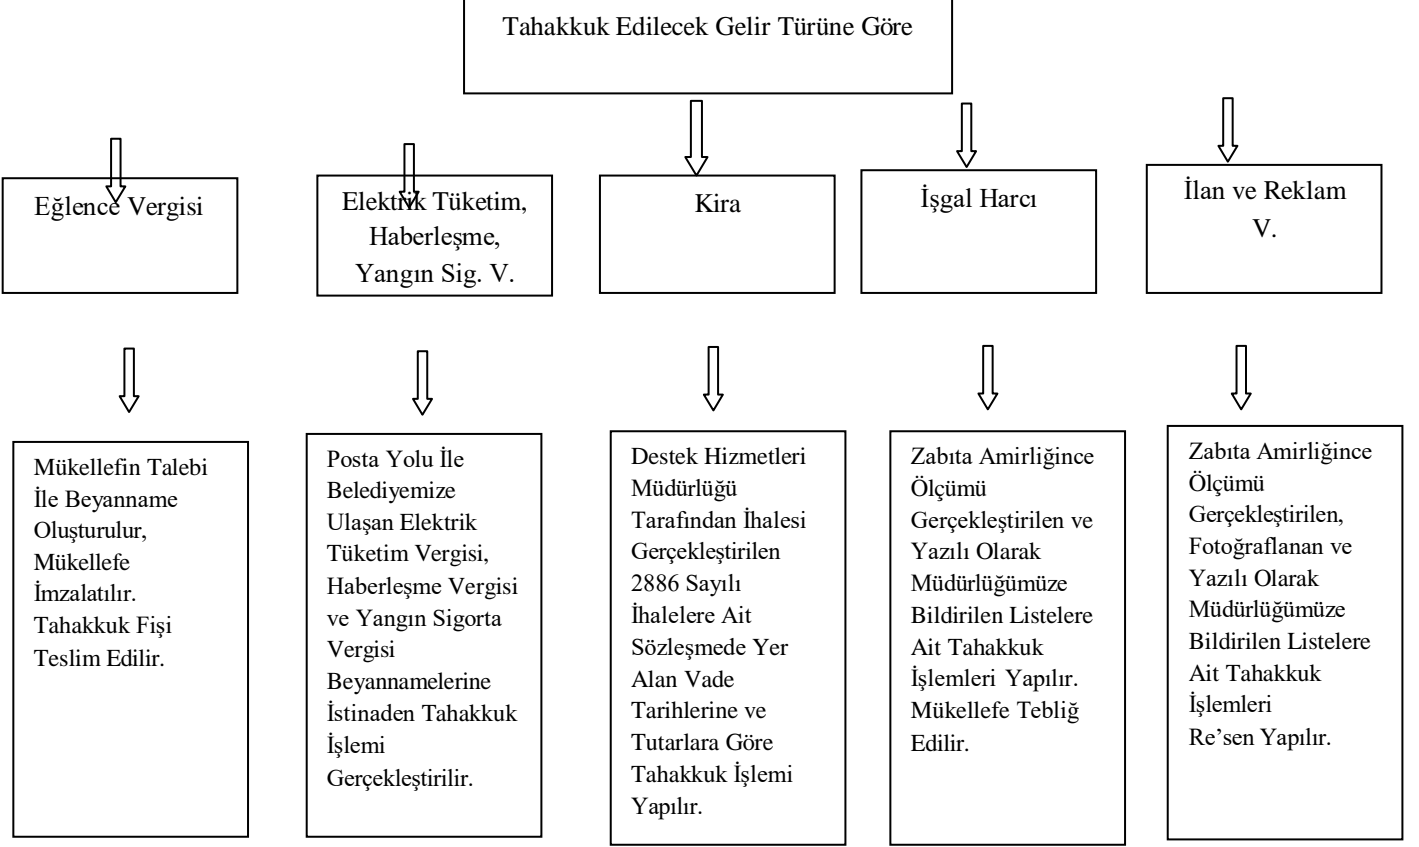 Tahakkuk Edilecek Gelir Türüne Göre
Eğlence Vergisi
Elektrik Tüketim,
Haberleşme,
Yangın Sig. V.
Kira
İşgal Harcı
İlan ve Reklam
V.
Mükellefin Talebi
İle Beyanname
Oluşturulur,
Mükellefe
İmzalatılır.
Tahakkuk Fişi
Teslim Edilir.
Posta Yolu İle
Belediyemize
Ulaşan Elektrik
Tüketim Vergisi,
Haberleşme Vergisi
ve Yangın Sigorta
Vergisi
Beyannamelerine
İstinaden Tahakkuk
İşlemi
Gerçekleştirilir.
Destek Hizmetleri
Müdürlüğü
Tarafından İhalesi
Gerçekleştirilen
2886 Sayılı
İhalelere Ait
Sözleşmede Yer
Alan Vade
Tarihlerine ve
Tutarlara Göre
Tahakkuk İşlemi
Yapılır.
Zabıta Amirliğince
Ölçümü
Gerçekleştirilen ve
Yazılı Olarak
Müdürlüğümüze
Bildirilen Listelere
Ait Tahakkuk
İşlemleri Yapılır.
Mükellefe Tebliğ
Edilir.
Zabıta Amirliğince
Ölçümü
Gerçekleştirilen,
Fotoğraflanan ve
Yazılı Olarak
Müdürlüğümüze
Bildirilen Listelere
Ait Tahakkuk
İşlemleri
Re’sen Yapılır.